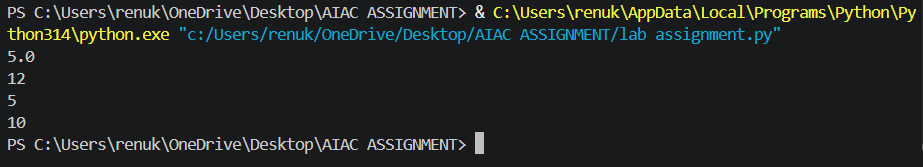 PS C:\Users\renuk\OneDrive\Desktop\AIAC ASSIGNMENT> & C:\Users\renuk\AppData\Local\Programs\Python\Py
thon314\python.exe "c:/Users/renuk/OneDrive/Desktop/AIAC ASSIGNMENT/lab assignment.py"
5.0
12
5
10
PS C:\Users\renuk\OneDrive\Desktop\AIAC ASSIGNMENT>